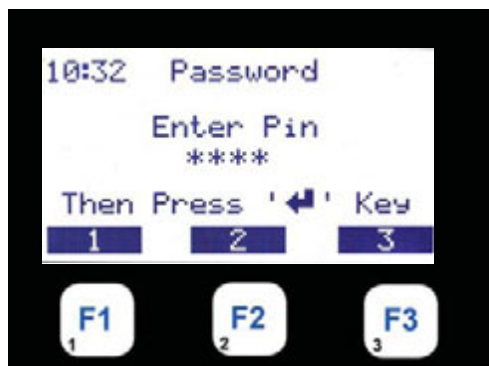 10:32 Password
Enter Pin
****
Then Press '↵' Key
1 2 3
F1 F2 F3
1 2 3